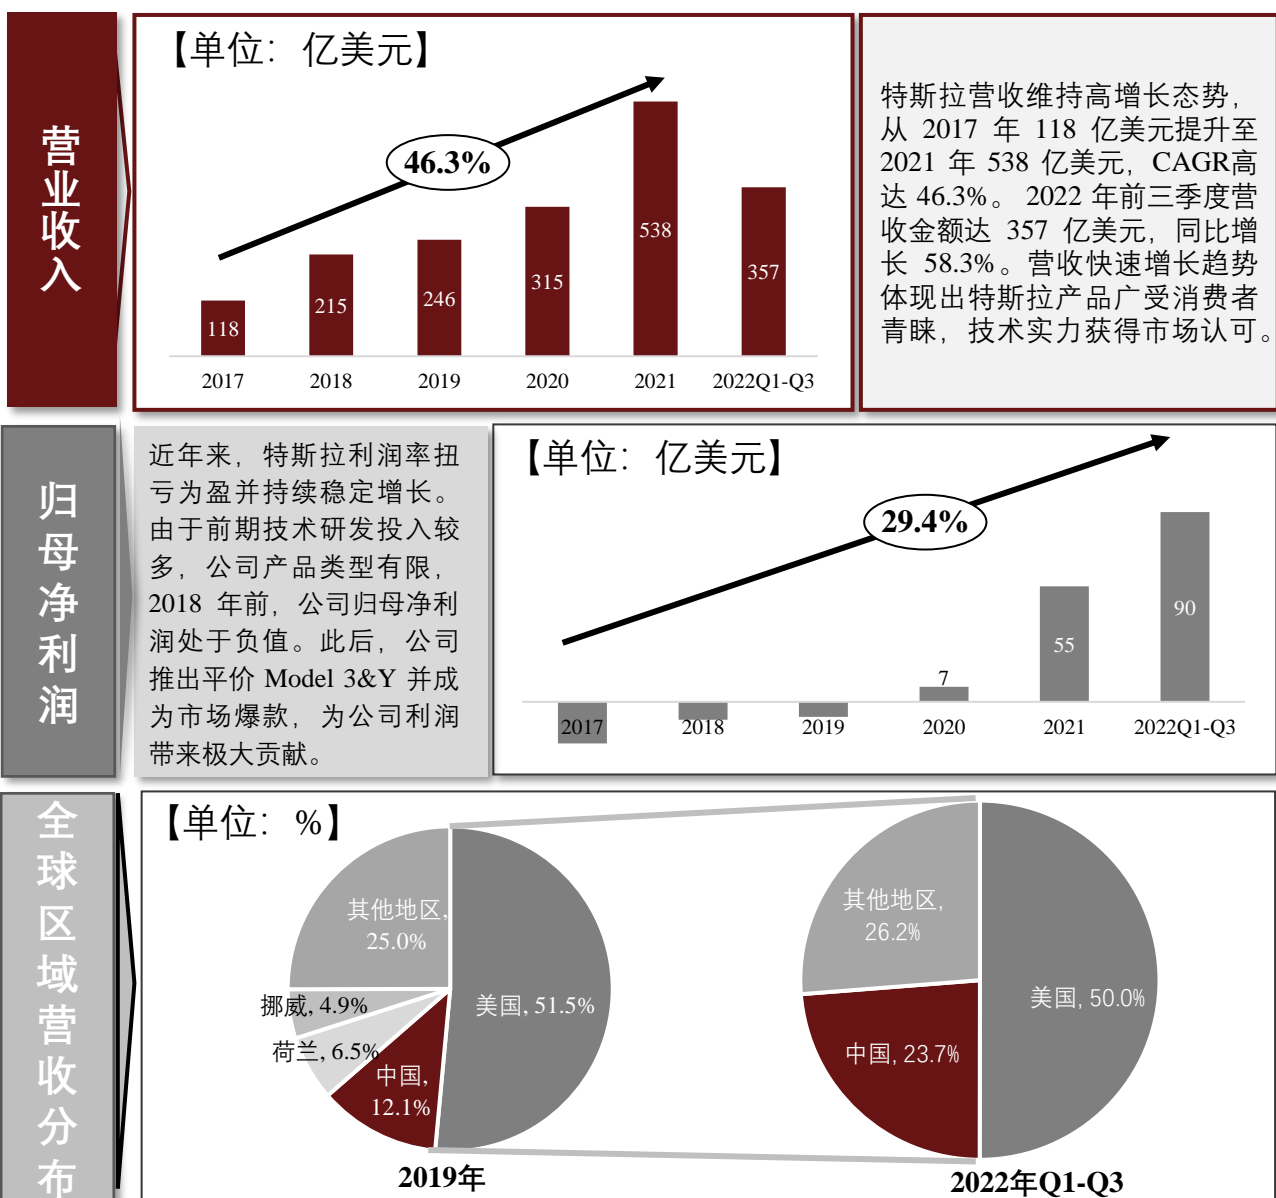 营业收入
【单位：亿美元】
46.3%
118
215
246
315
538
357
2017
2018
2019
2020
2021
2022Q1-Q3
特斯拉营收维持高增长态势，
从 2017 年 118 亿美元提升至
2021 年 538 亿美元，CAGR高
达 46.3%。 2022 年前三季度营
收金额达 357 亿美元，同比增
长 58.3%。营收快速增长趋势
体现出特斯拉产品广受消费者
青睐，技术实力获得市场认可。
归母净利润
近年来，特斯拉利润率扭
亏为盈并持续稳定增长。
由于前期技术研发投入较
多，公司产品类型有限，
2018 年前，公司归母净利
润处于负值。此后，公司
推出平价 Model 3&Y 并成
为市场爆款，为公司利润
带来极大贡献。
【单位：亿美元】
29.4%
7
55
90
2017
2018
2019
2020
2021
2022Q1-Q3
全球区域营收分布
【单位：%】
其他地区,
25.0%
挪威, 4.9%
荷兰, 6.5%
中国,
12.1%
美国, 51.5%
2019年
其他地区,
26.2%
中国, 23.7%
美国, 50.0%
2022年Q1-Q3